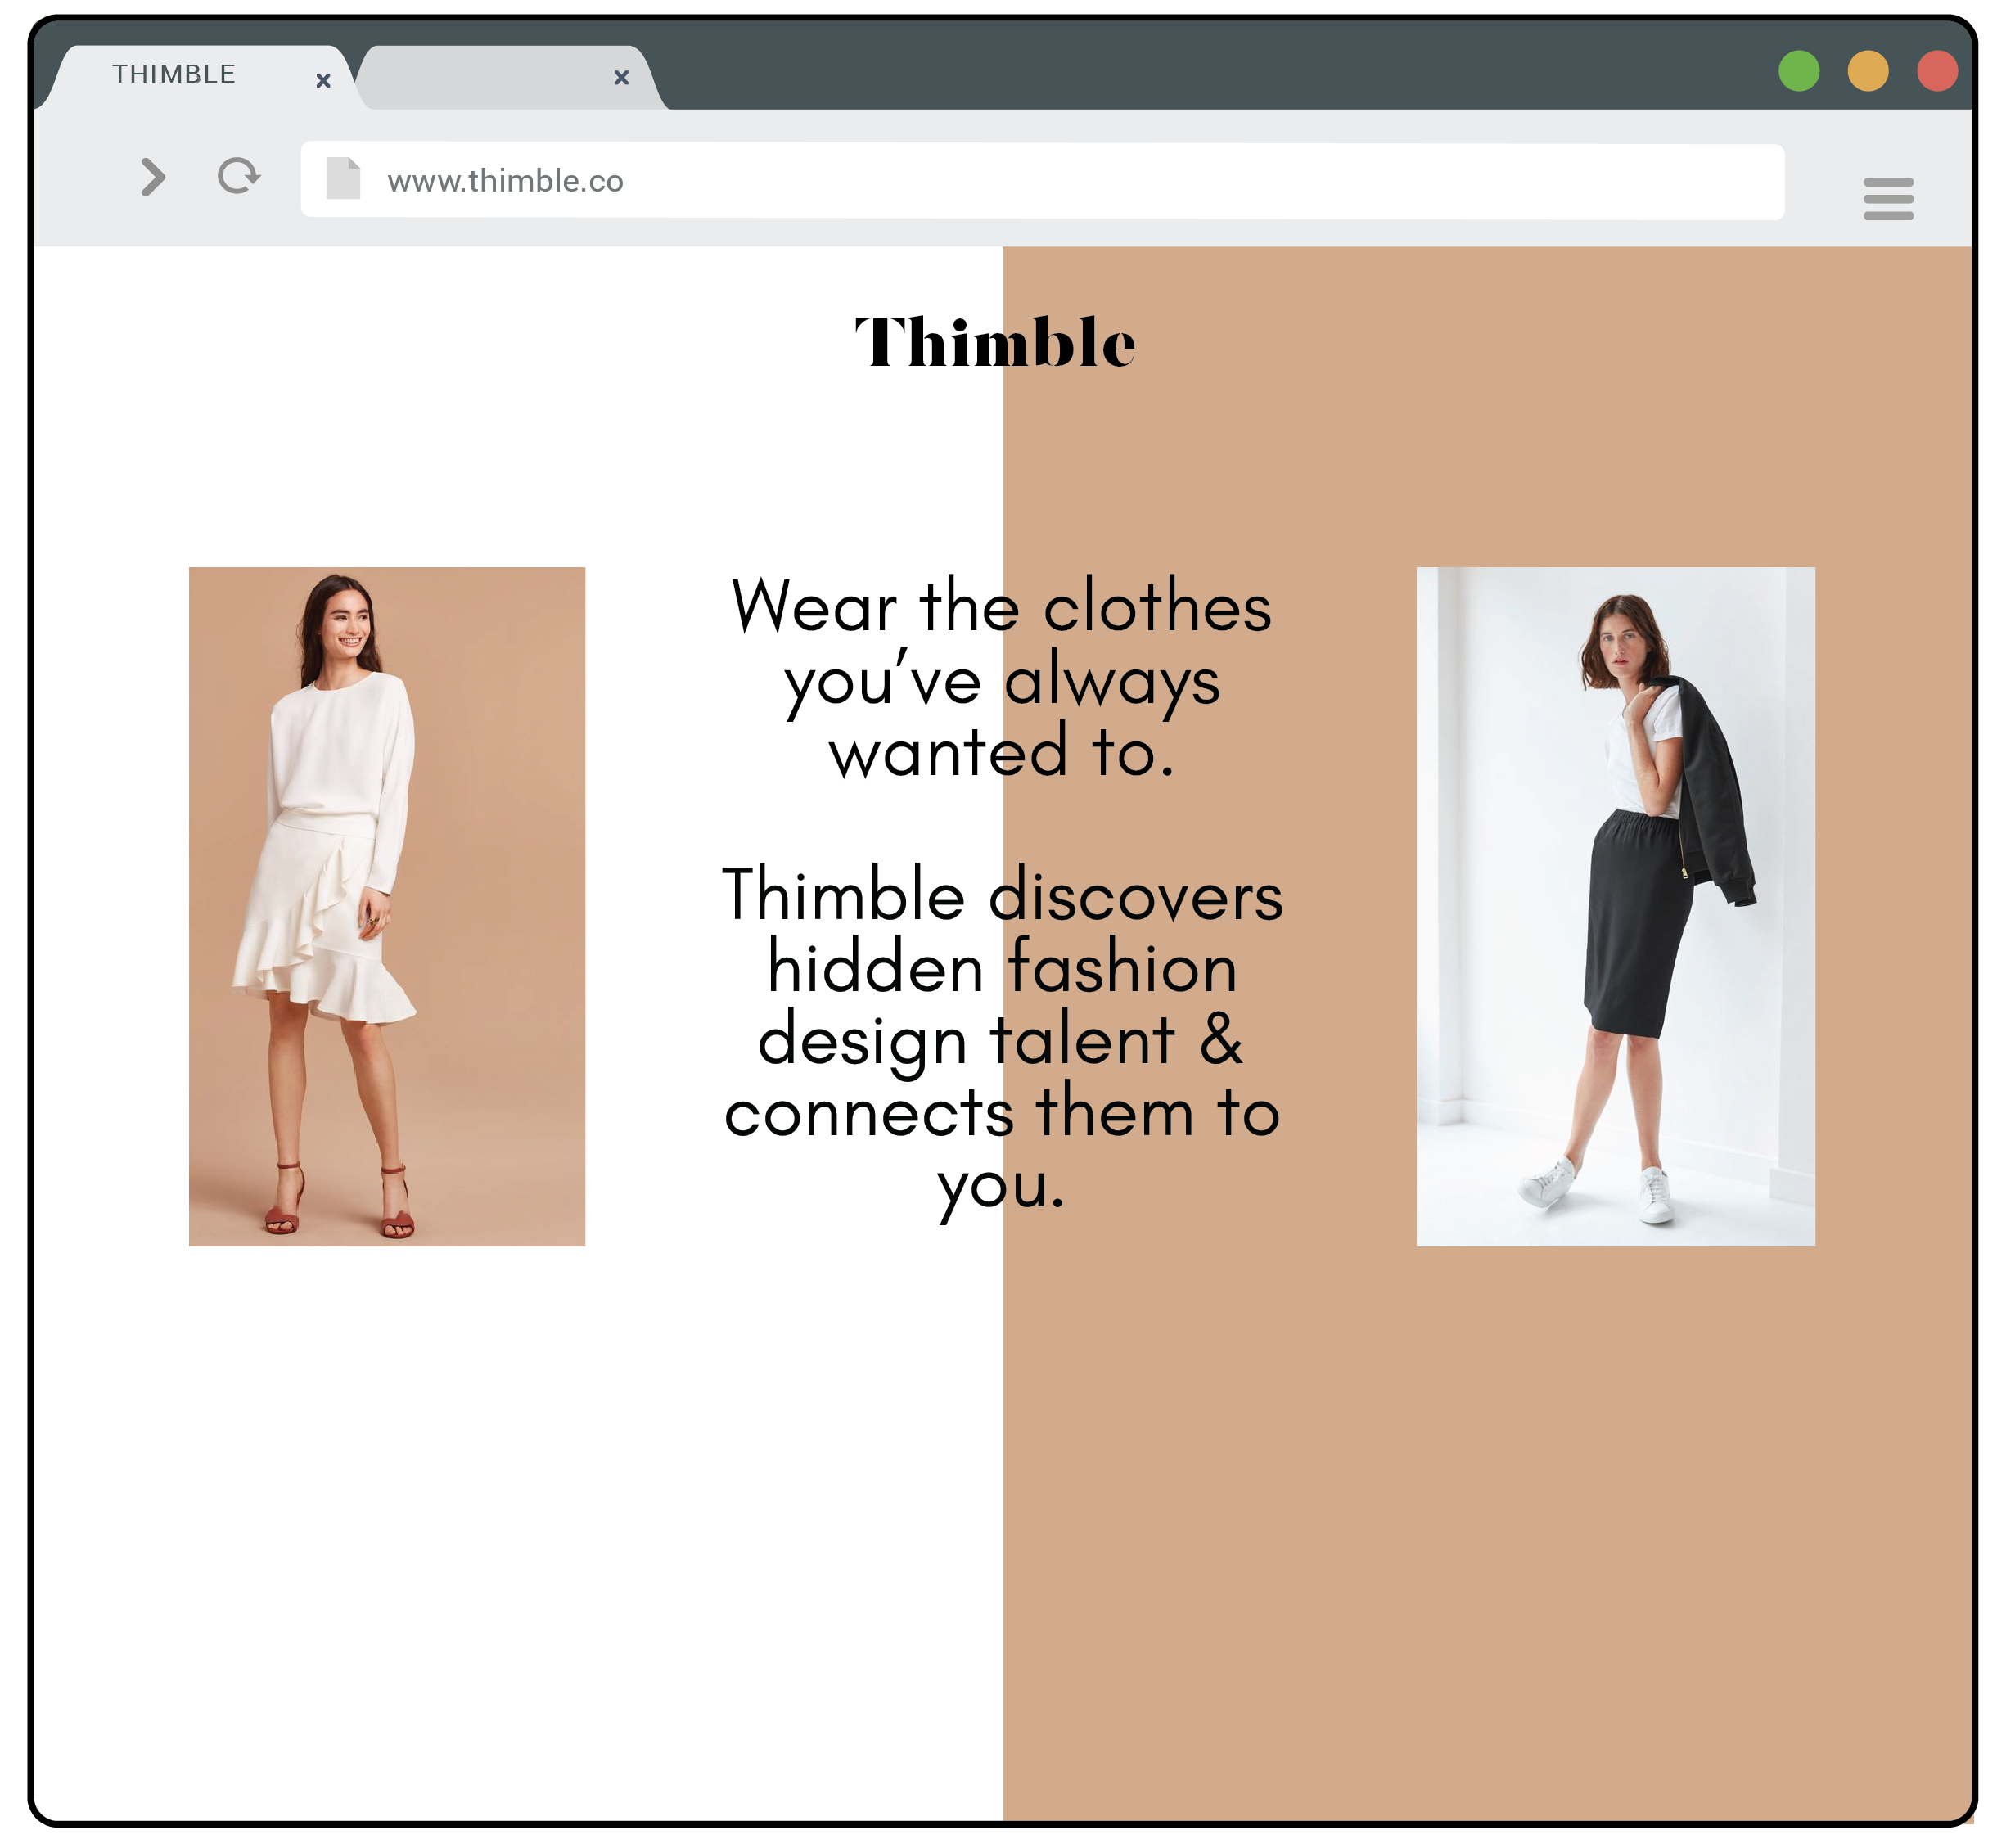 THIMBLE
www.thimble.co
Thimble
Wear the clothes
you’ve always
wanted to.
Thimble discovers
hidden fashion
design talent &
connects them to
you.